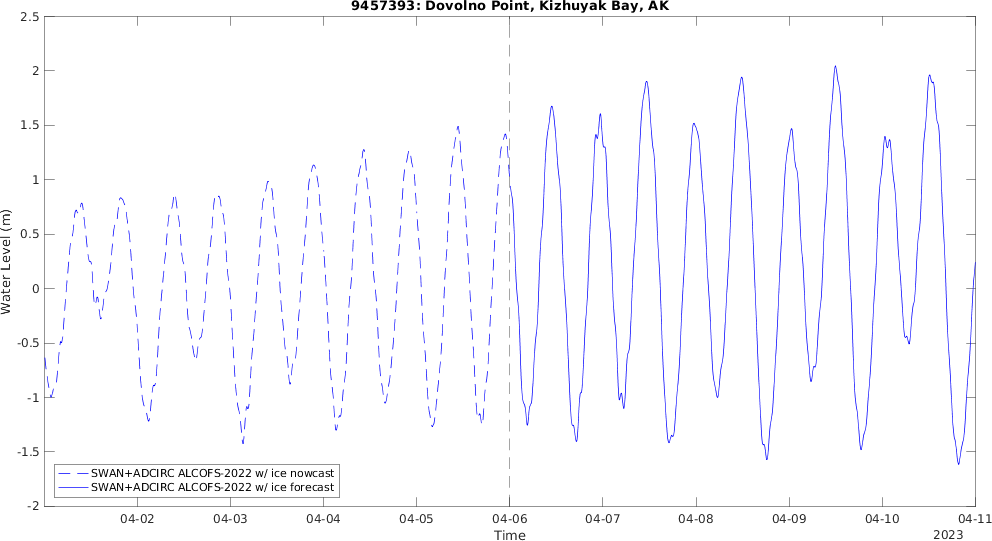 9457393: Dovolno Point, Kizhuyak Bay, AK
Water Level (m)
2.5
2
1.5
1
0.5
0
-0.5
-1
-1.5
-2
SWAN+ADCIRC ALCOFS-2022 w/ ice nowcast
SWAN+ADCIRC ALCOFS-2022 w/ ice forecast
04-02 04-03 04-04 04-05 04-06 04-07 04-08 04-09 04-10 04-11
Time
2023